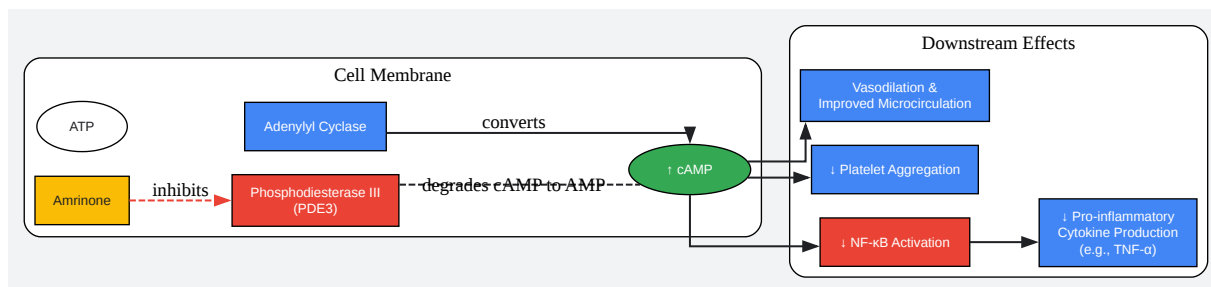 Cell Membrane
ATP
Adenylyl Cyclase
converts
↑ cAMP
Amrinone
inhibits
Phosphodiesterase III
(PDE3)
degrades cAMP to AMP
Downstream Effects
Vasodilation &
Improved Microcirculation
↓ Platelet Aggregation
↓ NF-κB Activation
↓ Pro-inflammatory
Cytokine Production
(e.g., TNF-α)